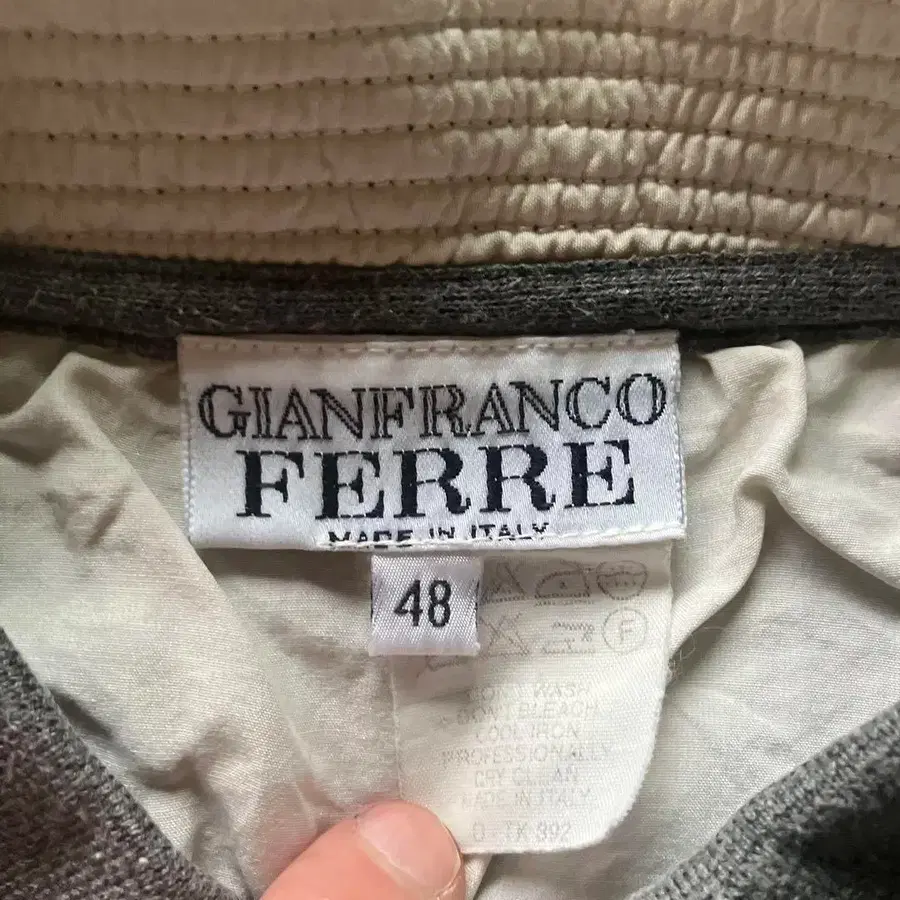 GIANFRANCO
FERRE
MADE IN ITALY
48
F
DON'T WASH
DON'T BLEACH
COOL IRON
PROFESSIONALLY
DRY CLEAN
MADE IN ITALY